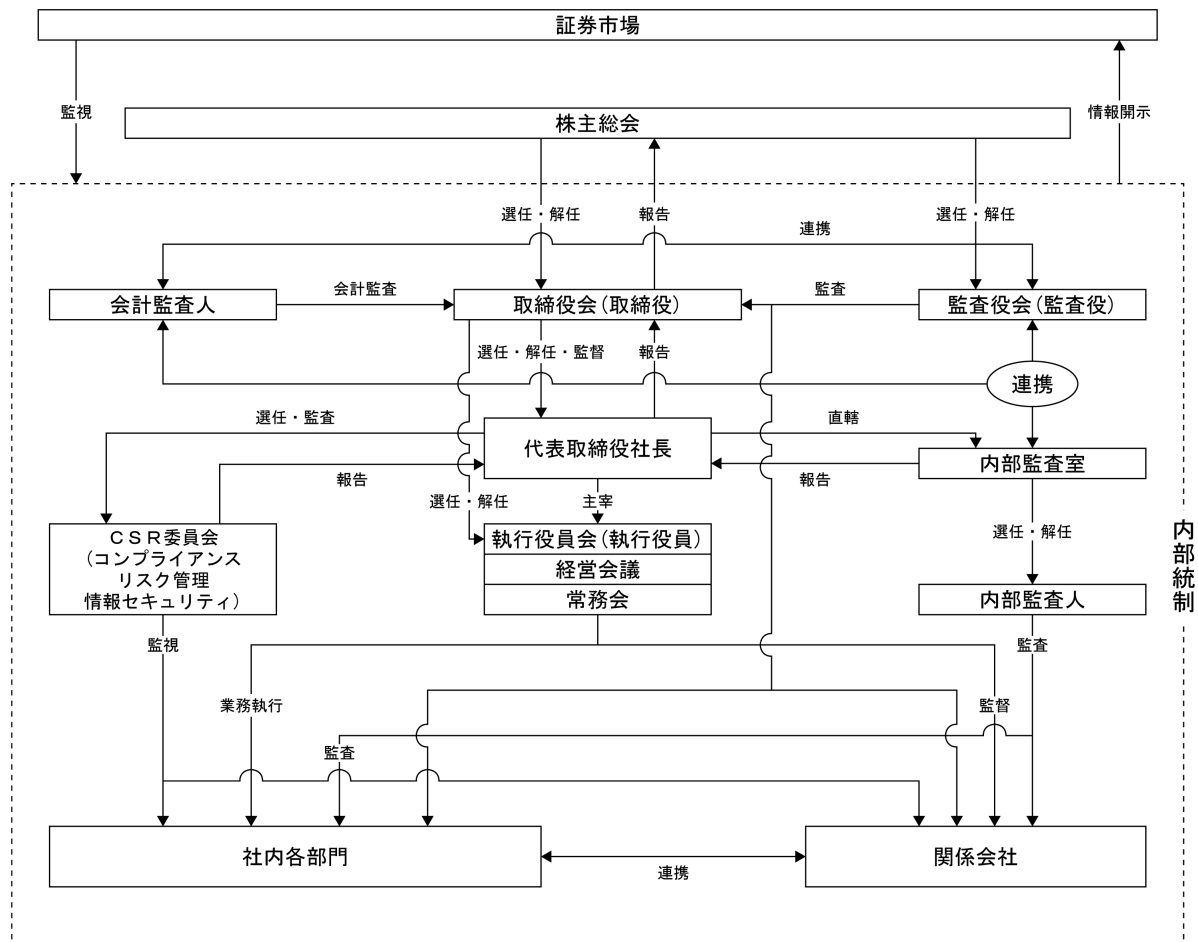 証券市場
監視
情報開示
株主総会
選任・解任
報告
選任・解任
連携
会計監査人
会計監査
取締役会(取締役)
監査
監査役会(監査役)
選任・解任・監督
報告
連携
選任・監査
代表取締役社長
直轄
内部監査室
報告
報告
選任・解任
主宰
CSR委員会
(コンプライアンス
リスク管理
情報セキュリティ)
執行役員会(執行役員)
経営会議
常務会
選任・解任
内部監査人
内部統制
監視
監査
業務執行
監督
監査
社内各部門
連携
関係会社